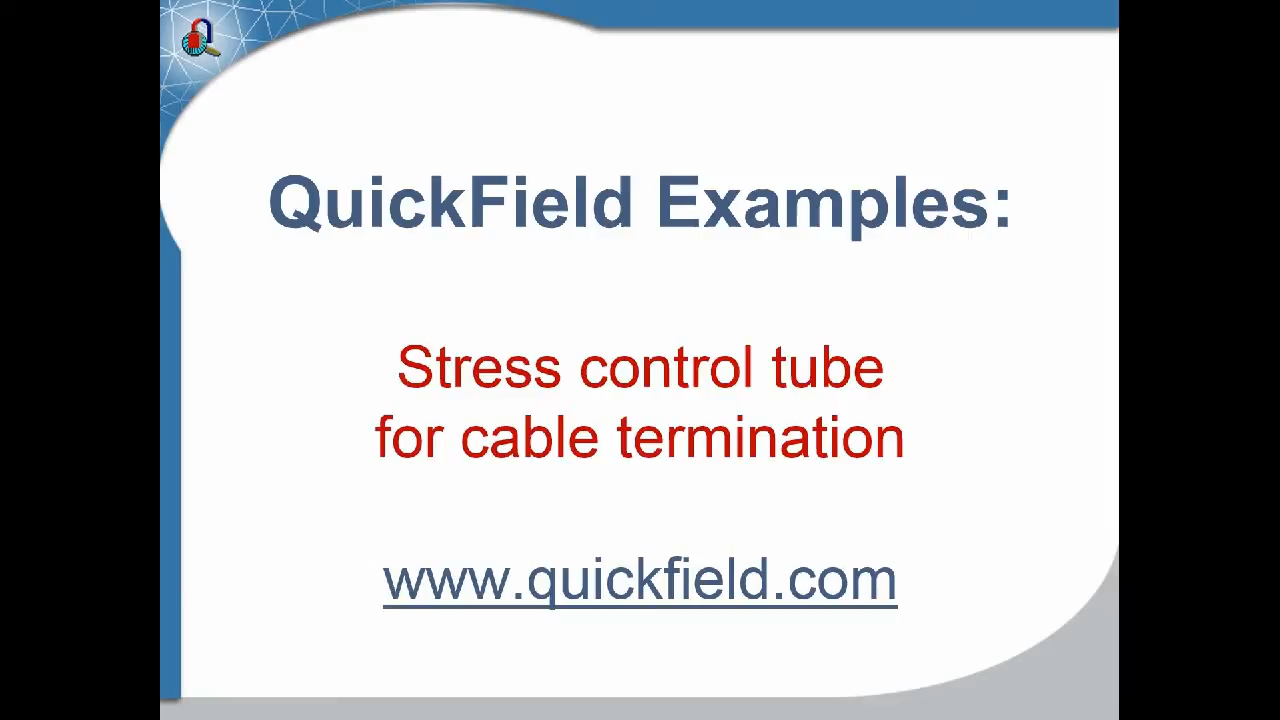 QuickField Examples:
Stress control tube
for cable termination
www.quickfield.com